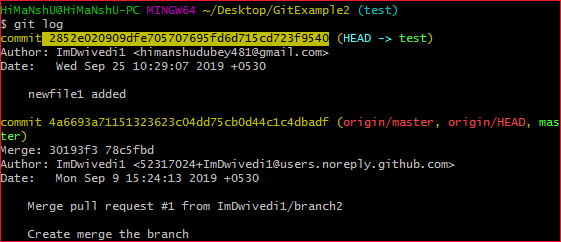 HiMaNshU@HiMaNshU-PC MINGW64 ~/Desktop/GitExample2 (test)
$ git log
commit 2852e020909dfe705707695fd6d715cd723f9540 (HEAD -> test)
Author: ImDwivedi1 <himanshudubey481@gmail.com>
Date:   Wed Sep 25 10:29:07 2019 +0530
newfile1 added
commit 4a6693a71151323623c04dd75cb0d44c1c4dbadf (origin/master, origin/HEAD, mas
ter)
Merge: 30193f3 78c5fbd
Author: ImDwivedi1 <52317024+ImDwivedi1@users.noreply.github.com>
Date:   Mon Sep 9 15:24:13 2019 +0530
Merge pull request #1 from ImDwivedi1/branch2
Create merge the branch